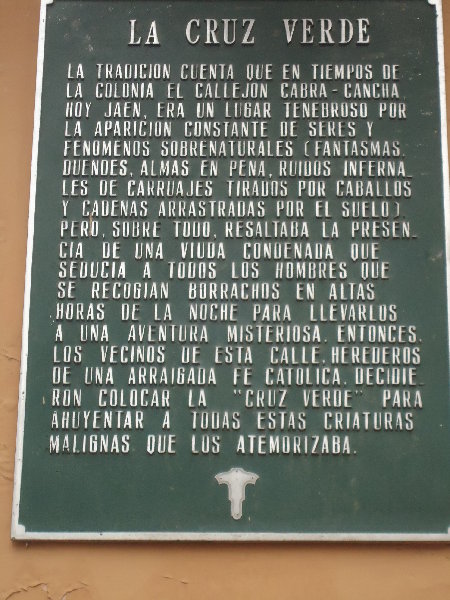 LA CRUZ VERDE
LA TRADICION CUENTA QUE EN TIEMPOS DE
LA COLONIA EL CALLEJON CABRA-CANCHA,
HOY JAEN, ERA UN LUGAR TENEBROSO POR
LA APARICION CONSTANTE DE SERES Y
FENOMENOS SOBRENATURALES (FANTASMAS,
DUENDES, ALMAS EN PENA, RUIDOS INFERNA_
LES DE CARRUAJES TIRADOS POR CABALLOS
Y CADENAS ARRASTRADAS POR EL SUELO).
PERO, SOBRE TODO, RESALTABA LA PRESEN_
CIA DE UNA VIUDA CONDENADA QUE
SEDUCIA A TODOS LOS HOMBRES QUE
SE RECOGIAN BORRACHOS EN ALTAS
HORAS DE LA NOCHE PARA LLEVARLOS
A UNA AVENTURA MISTERIOSA. ENTONCES,
LOS VECINOS DE ESTA CALLE, HEREDEROS
DE UNA ARRAIGADA FE CATOLICA, DECIDIE_
RON COLOCAR LA "CRUZ VERDE" PARA
AHUYENTAR A TODAS ESTAS CRIATURAS
MALIGNAS QUE LOS ATEMORIZABA.